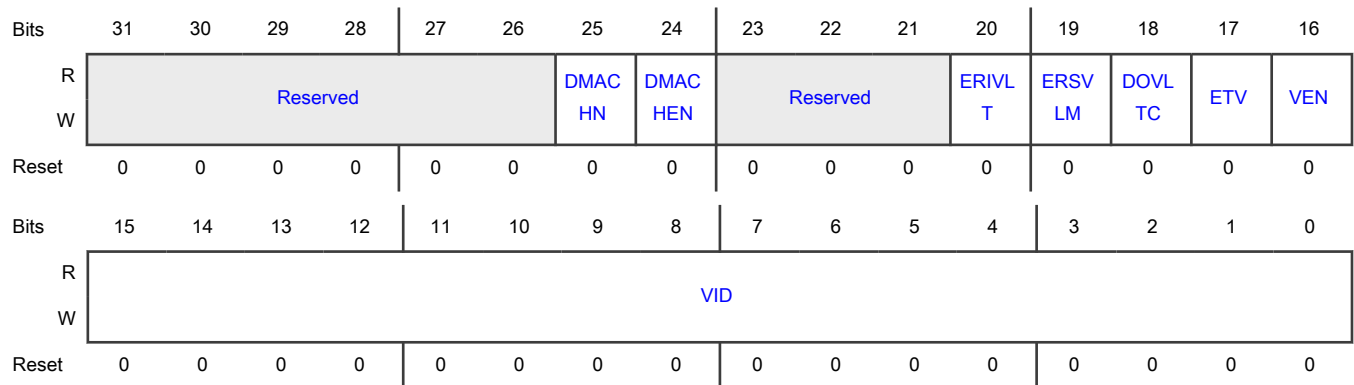 Bits 31 30 29 28 27 26 25 24 23 22 21 20 19 18 17 16
R
W
Reserved DMAC HN DMAC HEN Reserved ERIVL T ERSV LM DOVL TC ETV VEN
Reset 0 0 0 0 0 0 0 0 0 0 0 0 0 0 0 0
Bits 15 14 13 12 11 10 9 8 7 6 5 4 3 2 1 0
R
W
VID
Reset 0 0 0 0 0 0 0 0 0 0 0 0 0 0 0 0